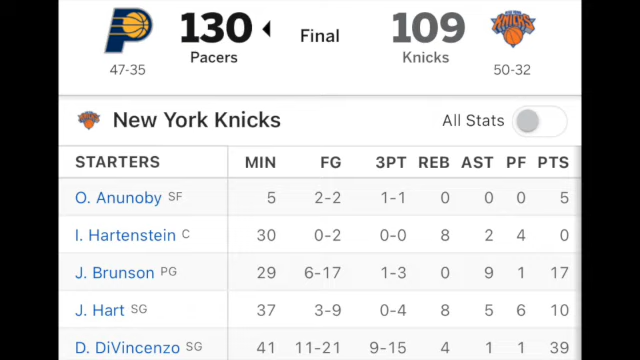 130 Final 109
Pacers Knicks
47-35 50-32
New York Knicks All Stats
STARTERS MIN FG 3PT REB AST PF PTS
O. Anunoby SF 5 2-2 1-1 0 0 0 5
I. Hartenstein C 30 0-2 0-0 8 2 4 0
J. Brunson PG 29 6-17 1-3 0 9 1 17
J. Hart SG 37 3-9 0-4 8 5 6 10
D. DiVincenzo SG 41 11-21 9-15 4 1 1 39